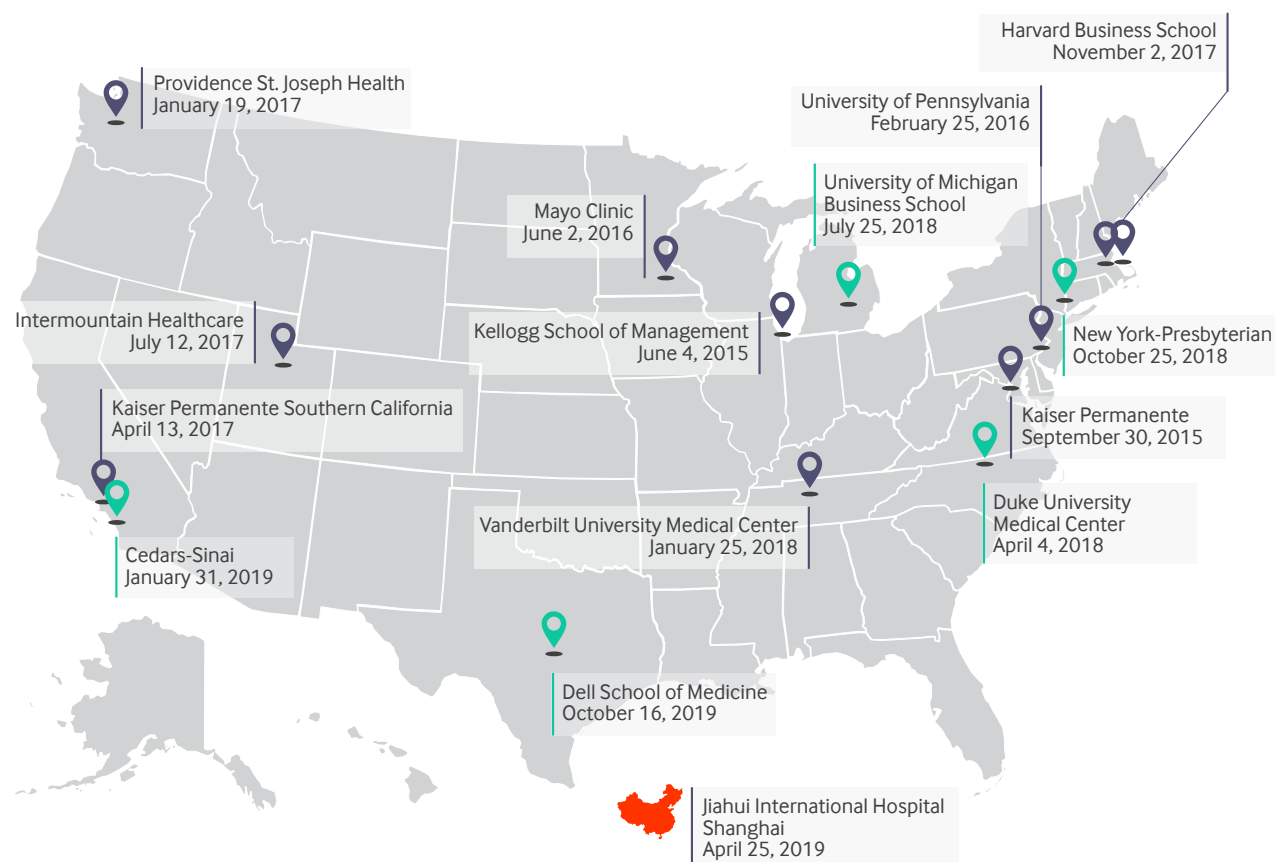 Harvard Business School
November 2, 2017
Providence St. Joseph Health
January 19, 2017
University of Pennsylvania
February 25, 2016
University of Michigan
Business School
July 25, 2018
Mayo Clinic
June 2, 2016
Intermountain Healthcare
July 12, 2017
Kellogg School of Management
June 4, 2015
New York-Presbyterian
October 25, 2018
Kaiser Permanente Southern California
April 13, 2017
Kaiser Permanente
September 30, 2015
Vanderbilt University Medical Center
January 25, 2018
Duke University
Medical Center
April 4, 2018
Cedars-Sinai
January 31, 2019
Dell School of Medicine
October 16, 2019
Jiahui International Hospital
Shanghai
April 25, 2019